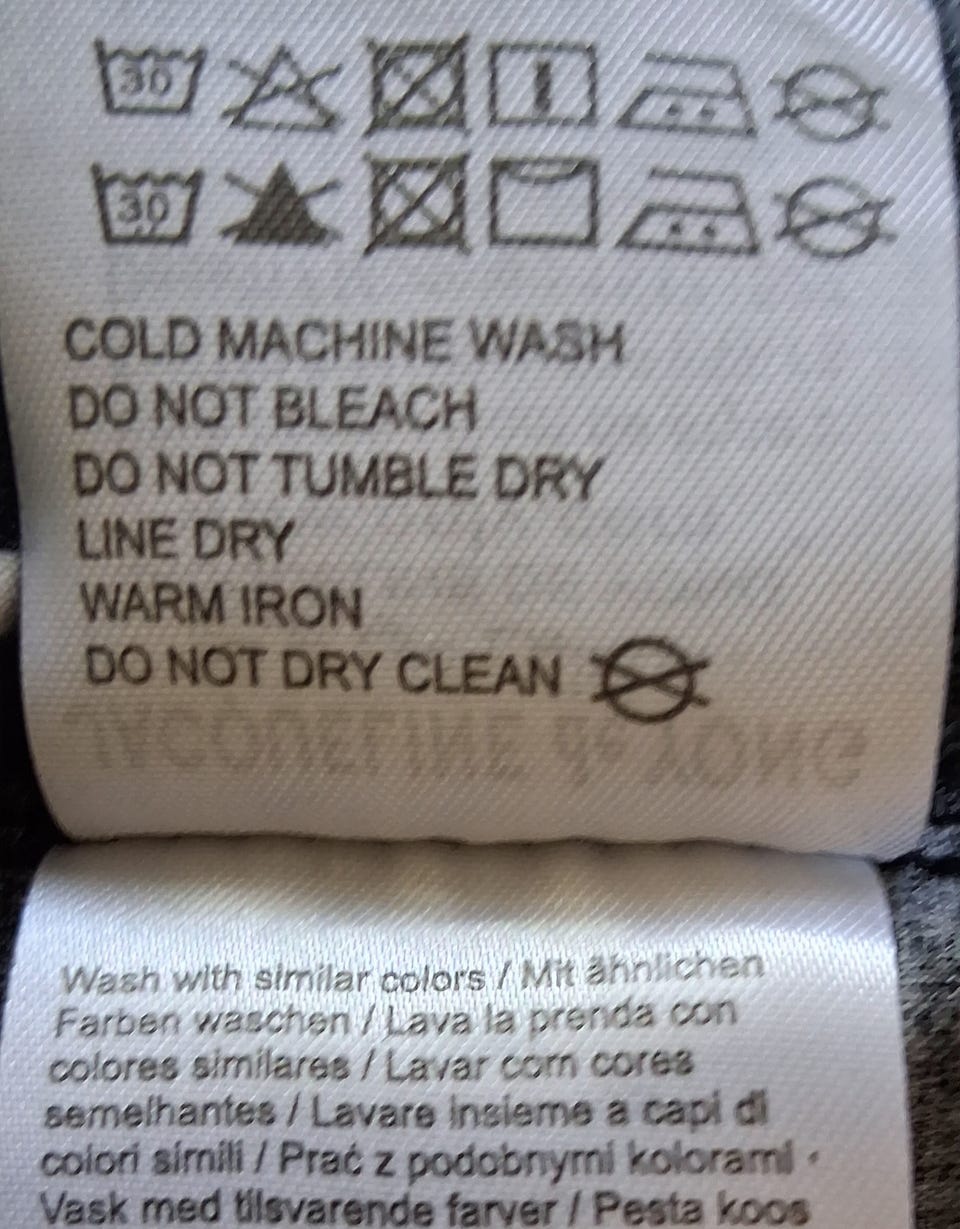 30
30
COLD MACHINE WASH
DO NOT BLEACH
DO NOT TUMBLE DRY
LINE DRY
WARM IRON
DO NOT DRY CLEAN
Wash with similar colors / Mit ähnlichen
Farben waschen / Lava la prenda con
colores similares / Lavar com cores
semelhantes / Lavare insieme a capi di
colori simili / Prać z podobnymi kolorami •
Vask med tilsvarende farver / Pesta koos